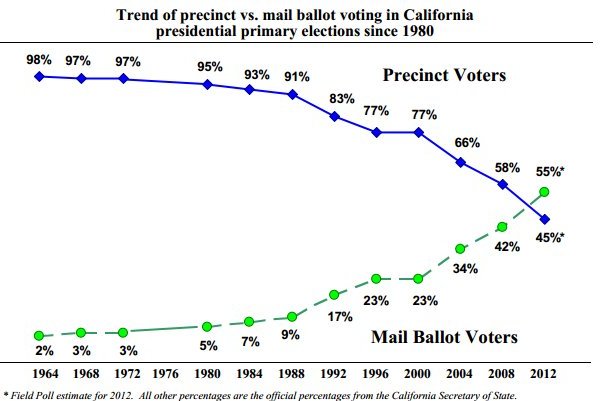 Trend of precinct vs. mail ballot voting in California
presidential primary elections since 1980
98% 97% 97% 95% 93% 91% 83% 77% 77% 66% 58% 55%*
Precinct Voters
45%*
2% 3% 3% 5% 7% 9% 17% 23% 23% 34% 42%
Mail Ballot Voters
1964 1968 1972 1976 1980 1984 1988 1992 1996 2000 2004 2008 2012
* Field Poll estimate for 2012. All other percentages are the official percentages from the California Secretary of State.